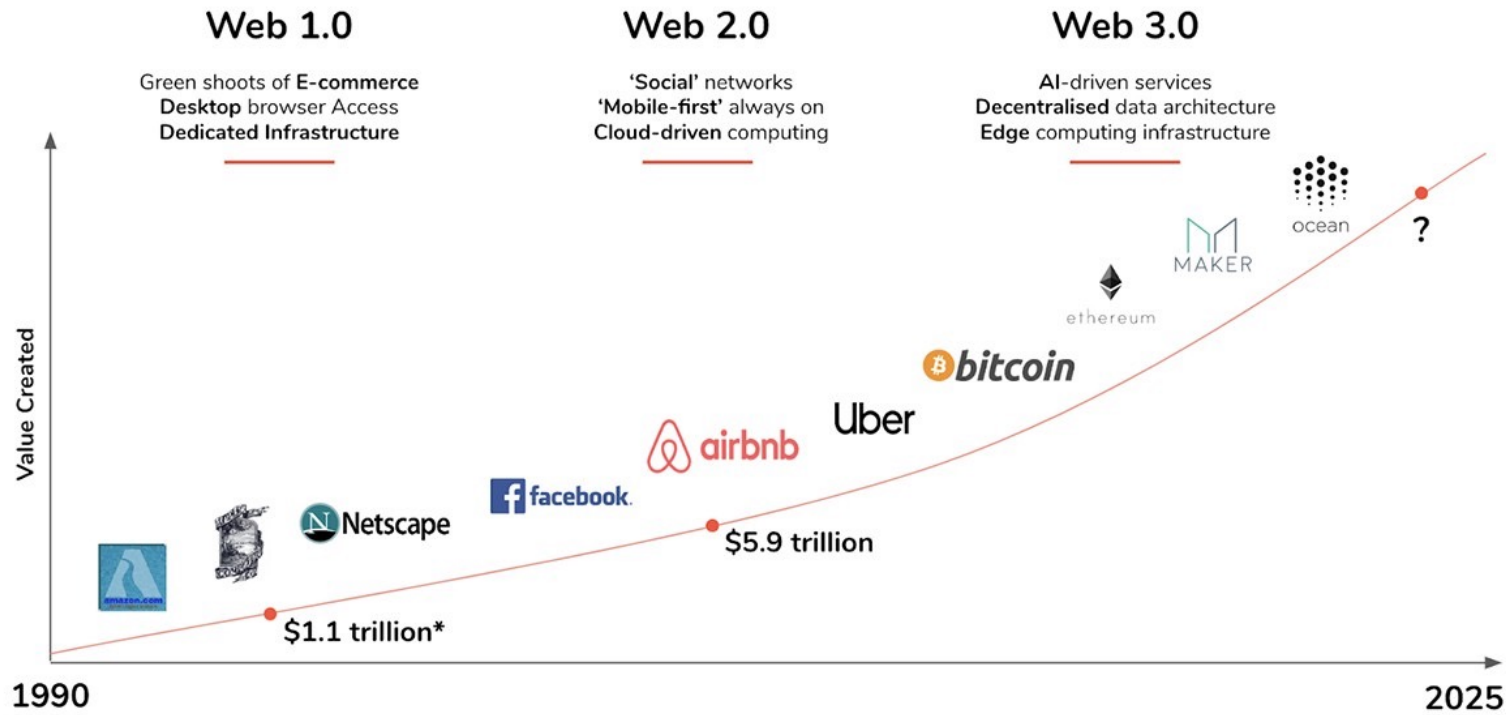 Web 1.0
Green shoots of E-commerce
Desktop browser Access
Dedicated Infrastructure
Web 2.0
‘Social’ networks
‘Mobile-first’ always on
Cloud-driven computing
Web 3.0
AI-driven services
Decentralised data architecture
Edge computing infrastructure
Value Created
amazon.com
Netscape
$1.1 trillion*
facebook.
airbnb
$5.9 trillion
Uber
bitcoin
ethereum
MAKER
ocean
?
1990
2025